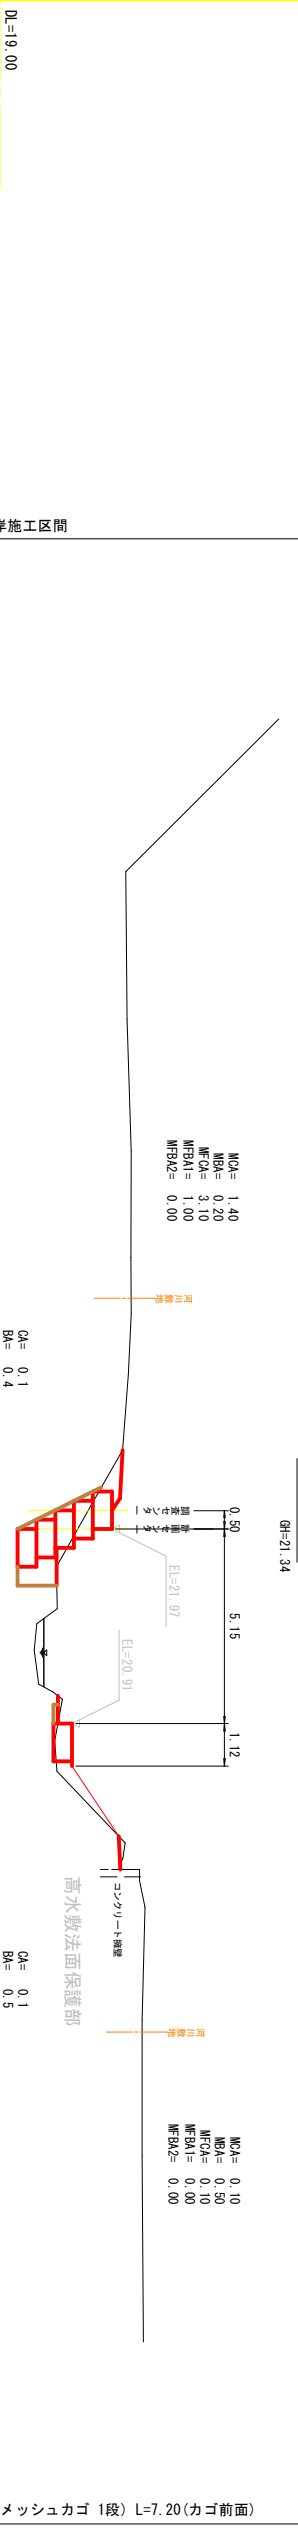 DL=19.00
岸施工区間
MCA= 1.40
MBA= 0.20
MFCA= 3.10
MFBA1= 1.00
MFBA2= 0.00
河川敷地
CA= 0.1
BA= 0.4
GH=21.34
0.50
5.15
1.12
調査センター
計画センター
EL=21.97
EL=20.91
コンクリート擁壁
高水敷法面保護部
CA= 0.1
BA= 0.5
河川敷地
MCA= 0.10
MBA= 0.50
MFCA= 0.10
MFBA1= 0.00
MFBA2= 0.00
メッシュカゴ 1段) L=7.20(カゴ前面)